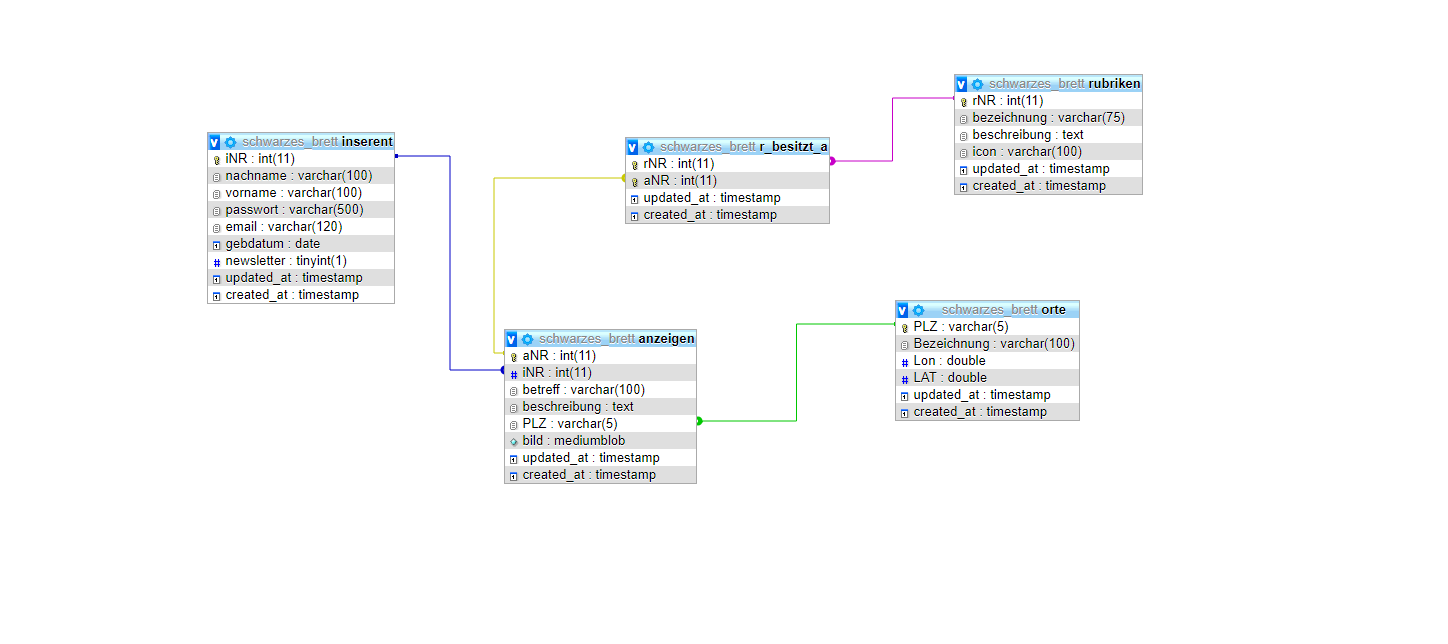 schwarzes_brett inserent
iNR : int(11)
nachname : varchar(100)
vorname : varchar(100)
passwort : varchar(500)
email : varchar(120)
gebdatum : date
newsletter : tinyint(1)
updated_at : timestamp
created_at : timestamp
schwarzes_brett r_besitzt_a
rNR : int(11)
aNR : int(11)
updated_at : timestamp
created_at : timestamp
schwarzes_brett rubriken
rNR : int(11)
bezeichnung : varchar(75)
beschreibung : text
icon : varchar(100)
updated_at : timestamp
created_at : timestamp
schwarzes_brett anzeigen
aNR : int(11)
iNR : int(11)
betreff : varchar(100)
beschreibung : text
PLZ : varchar(5)
bild : mediumblob
updated_at : timestamp
created_at : timestamp
schwarzes_brett orte
PLZ : varchar(5)
Bezeichnung : varchar(100)
Lon : double
LAT : double
updated_at : timestamp
created_at : timestamp